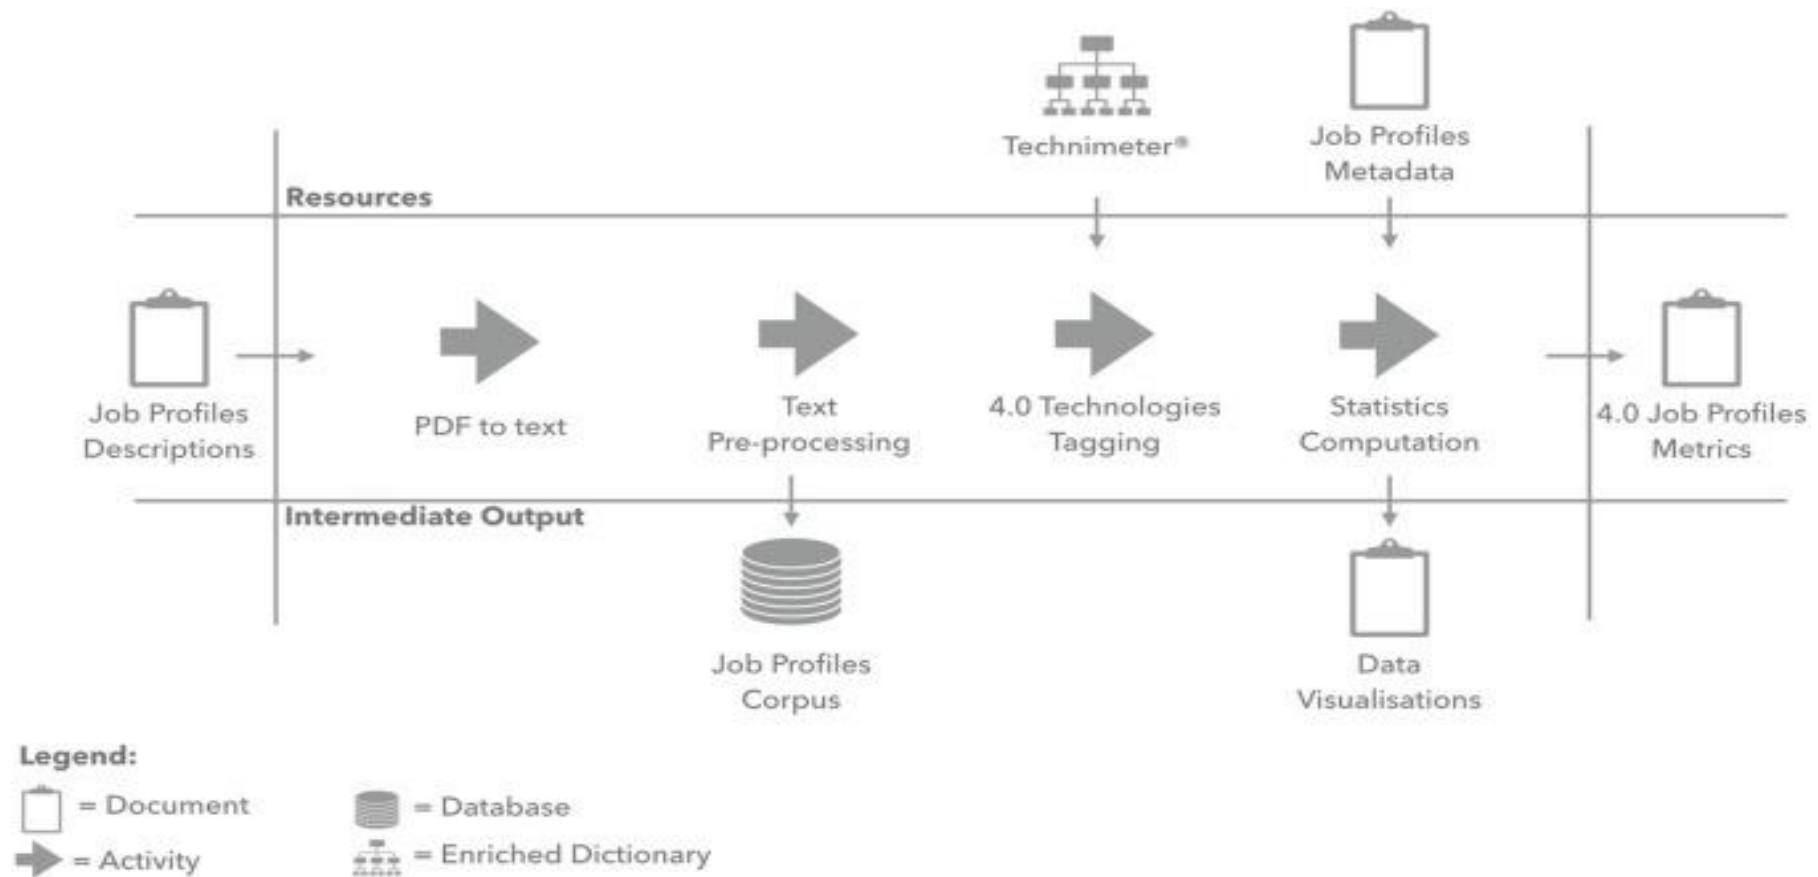 Technimeter®
Job Profiles
Metadata
Resources
Job Profiles
Descriptions
PDF to text
Text
Pre-processing
4.0 Technologies
Tagging
Statistics
Computation
4.0 Job Profiles
Metrics
Intermediate Output
Job Profiles
Corpus
Data
Visualisations
Legend:
= Document
= Database
= Activity
= Enriched Dictionary